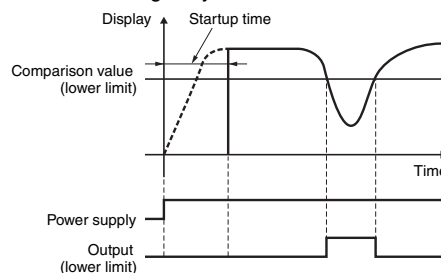 Display
Startup time
Comparison value
(lower limit)
Time
Power supply
Output
(lower limit)